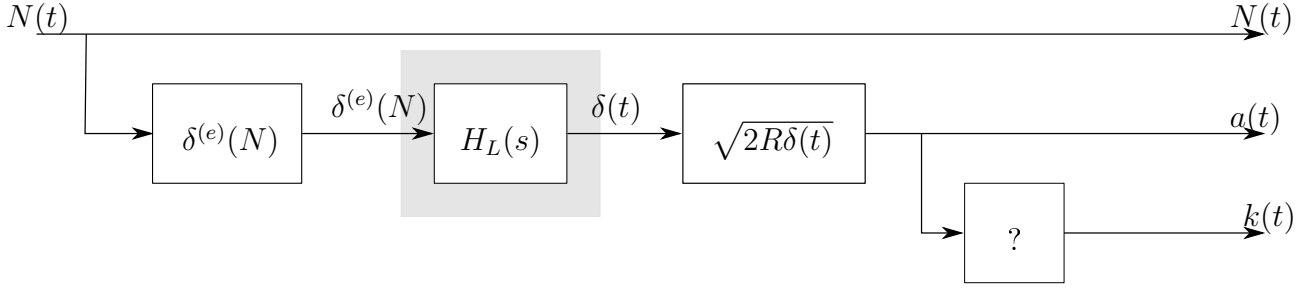 N(t) N(t)
δ^{(e)}(N) δ(t) a(t)
δ^{(e)}(N) H_L(s) √2Rδ(t)
k(t)
?